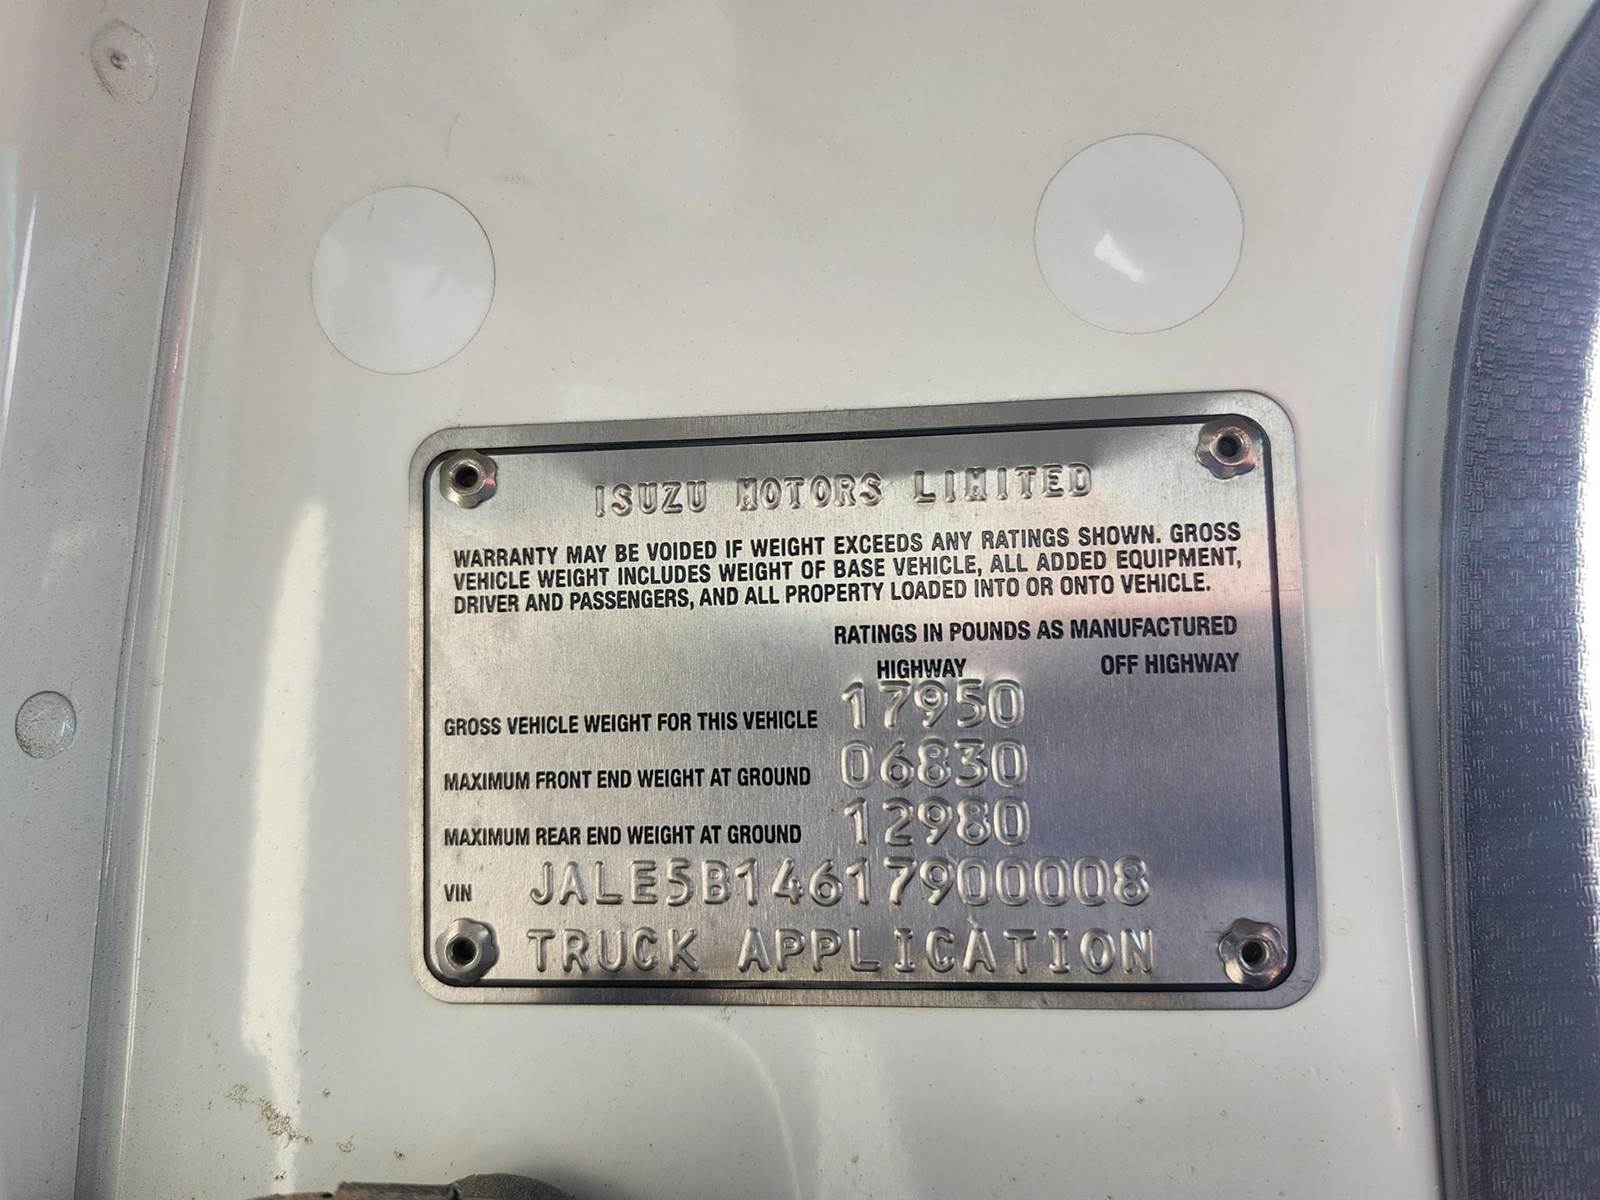 ISUZU MOTORS LIMITED
WARRANTY MAY BE VOIDED IF WEIGHT EXCEEDS ANY RATINGS SHOWN. GROSS
VEHICLE WEIGHT INCLUDES WEIGHT OF BASE VEHICLE, ALL ADDED EQUIPMENT,
DRIVER AND PASSENGERS, AND ALL PROPERTY LOADED INTO OR ONTO VEHICLE.
RATINGS IN POUNDS AS MANUFACTURED
HIGHWAY OFF HIGHWAY
GROSS VEHICLE WEIGHT FOR THIS VEHICLE 17950
MAXIMUM FRONT END WEIGHT AT GROUND 06830
MAXIMUM REAR END WEIGHT AT GROUND 12980
VIN JALE5B14617900008
TRUCK APPLICATION